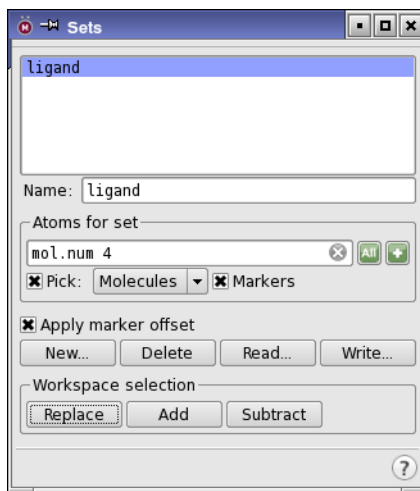 Sets
ligand
Name: ligand
Atoms for set
mol.num 4 All
Pick: Molecules Markers
Apply marker offset
New... Delete Read... Write...
Workspace selection
Replace Add Subtract
?